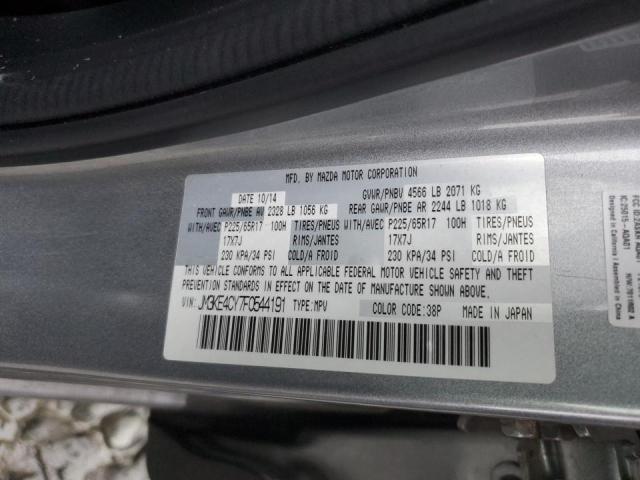 MFD. BY MAZDA MOTOR CORPORATION
DATE 10/14 GVWR/PNBV 4566 LB 2071 KG
FRONT GAWR/PNBE AV 2328 LB 1056 KG REAR GAWR/PNBE AR 2244 LB 1018 KG
WITH/AVEC P225/65R17 100H TIRES/PNEUS WITH/AVEC P225/65R17 100H TIRES/PNEUS
17X7J RIMS/JANTES 17X7J RIMS/JANTES
230 KPA/34 PSI COLD/A FROID 230 KPA/34 PSI COLD/A FROID
THIS VEHICLE CONFORMS TO ALL APPLICABLE FEDERAL MOTOR VEHICLE SAFETY AND THEFT
PREVENTION STANDARDS IN EFFECT ON THE DATE OF MANUFACTURE SHOWN ABOVE.
VIN: JM3KE4CY7F0544191 TYPE:MPV COLOR CODE:38P MADE IN JAPAN
IC:25015-ADA01
Designed in California / Assembled in China